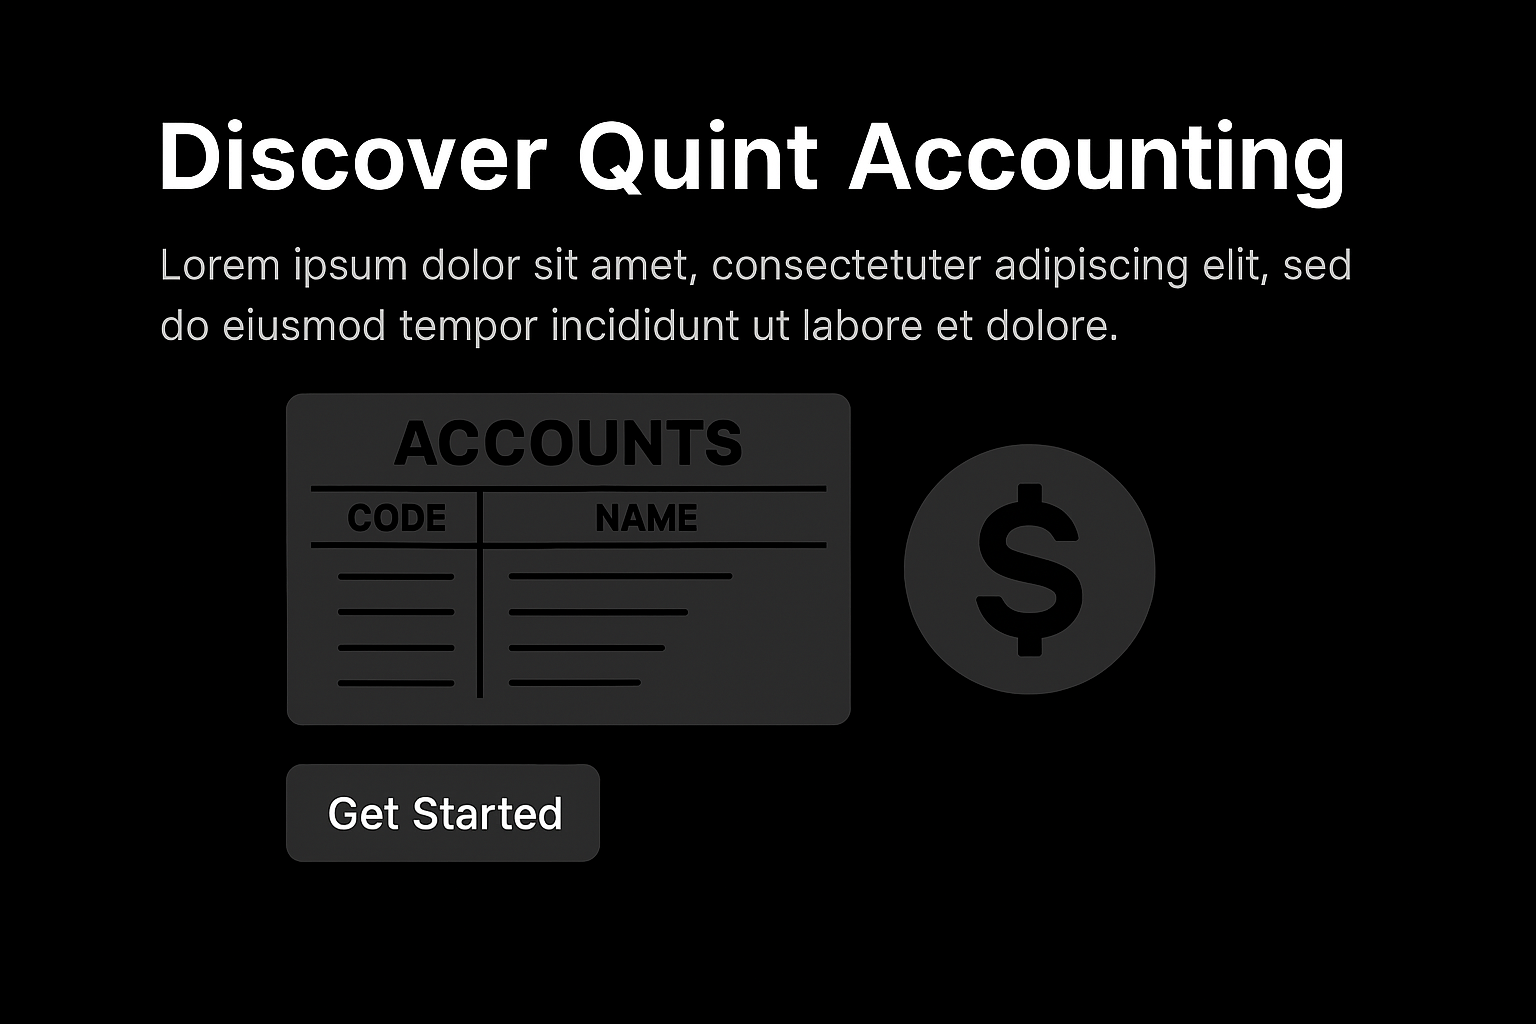 Discover Quint Accounting
Lorem ipsum dolor sit amet, consectetuter adipiscing elit, sed
do eiusmod tempor incididunt ut labore et dolore.
ACCOUNTS
CODE NAME
$
Get Started